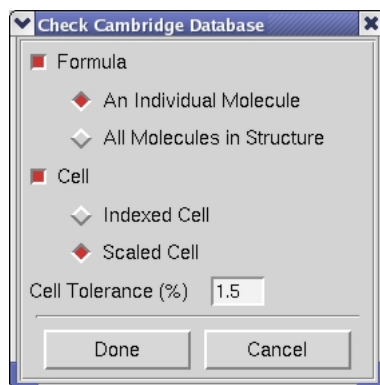 Check Cambridge Database
Formula
An Individual Molecule
All Molecules in Structure
Cell
Indexed Cell
Scaled Cell
Cell Tolerance (%) 1.5
Done Cancel